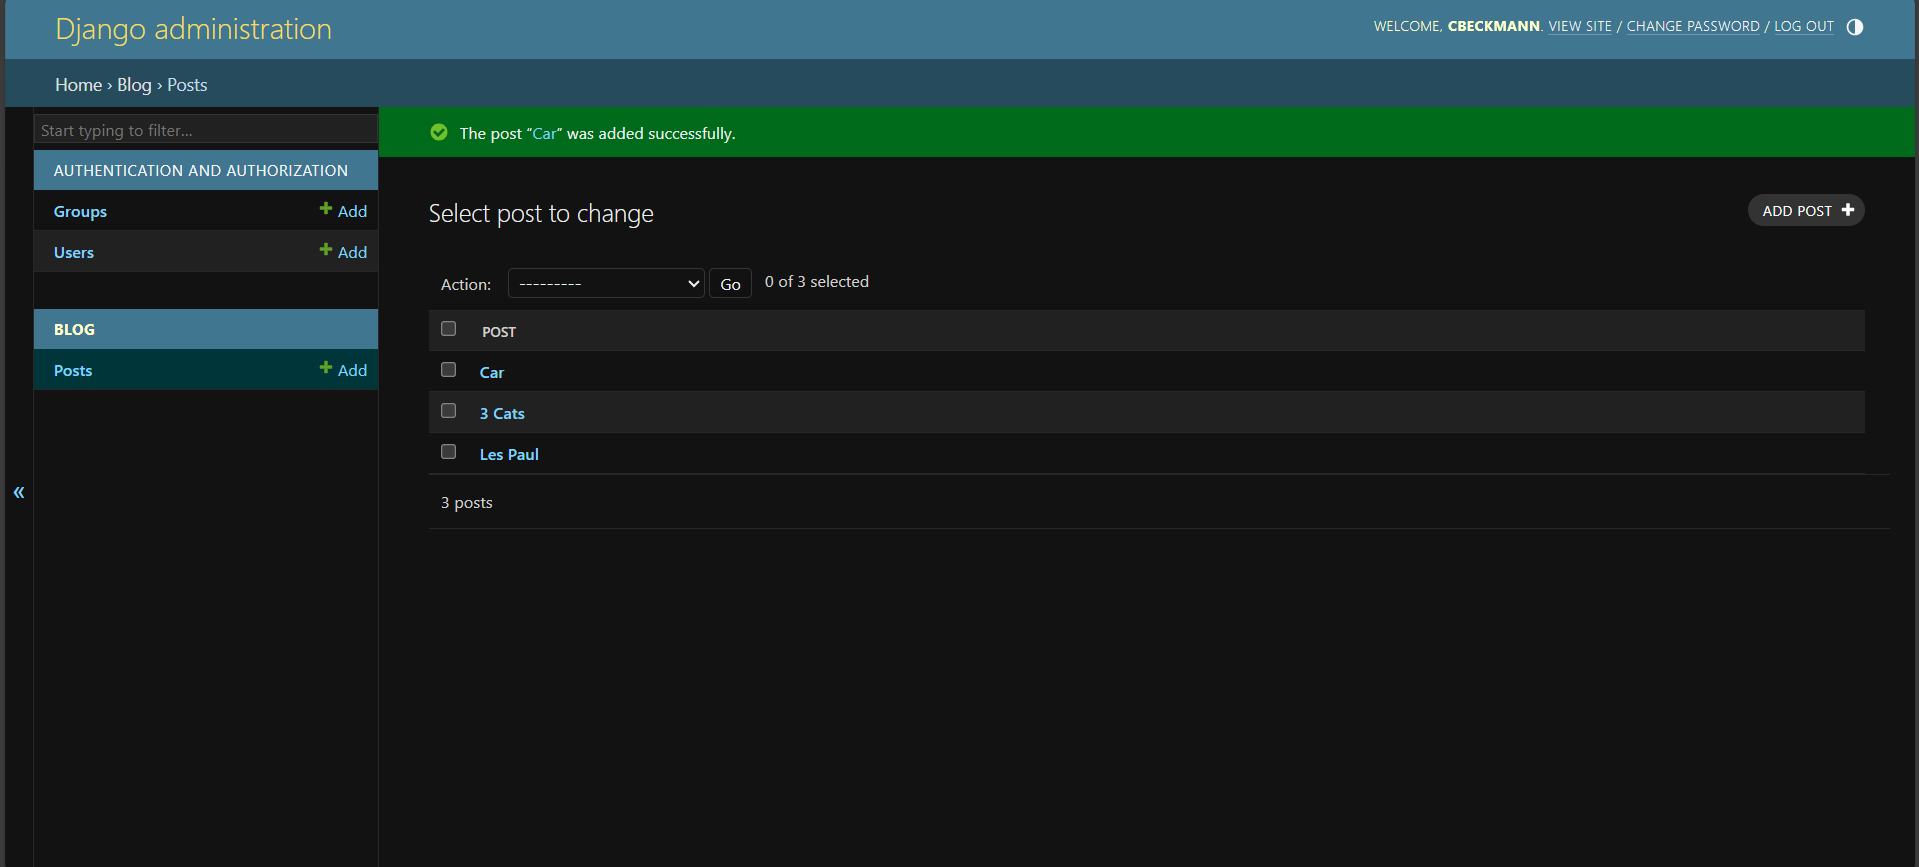 Django administration
WELCOME, CBECKMANN. VIEW SITE / CHANGE PASSWORD / LOG OUT
Home › Blog › Posts
Start typing to filter...
AUTHENTICATION AND AUTHORIZATION
Groups
Add
Users
Add
BLOG
Posts
Add
«
The post “Car” was added successfully.
Select post to change
ADD POST
Action: --------- Go 0 of 3 selected
POST
Car
3 Cats
Les Paul
3 posts